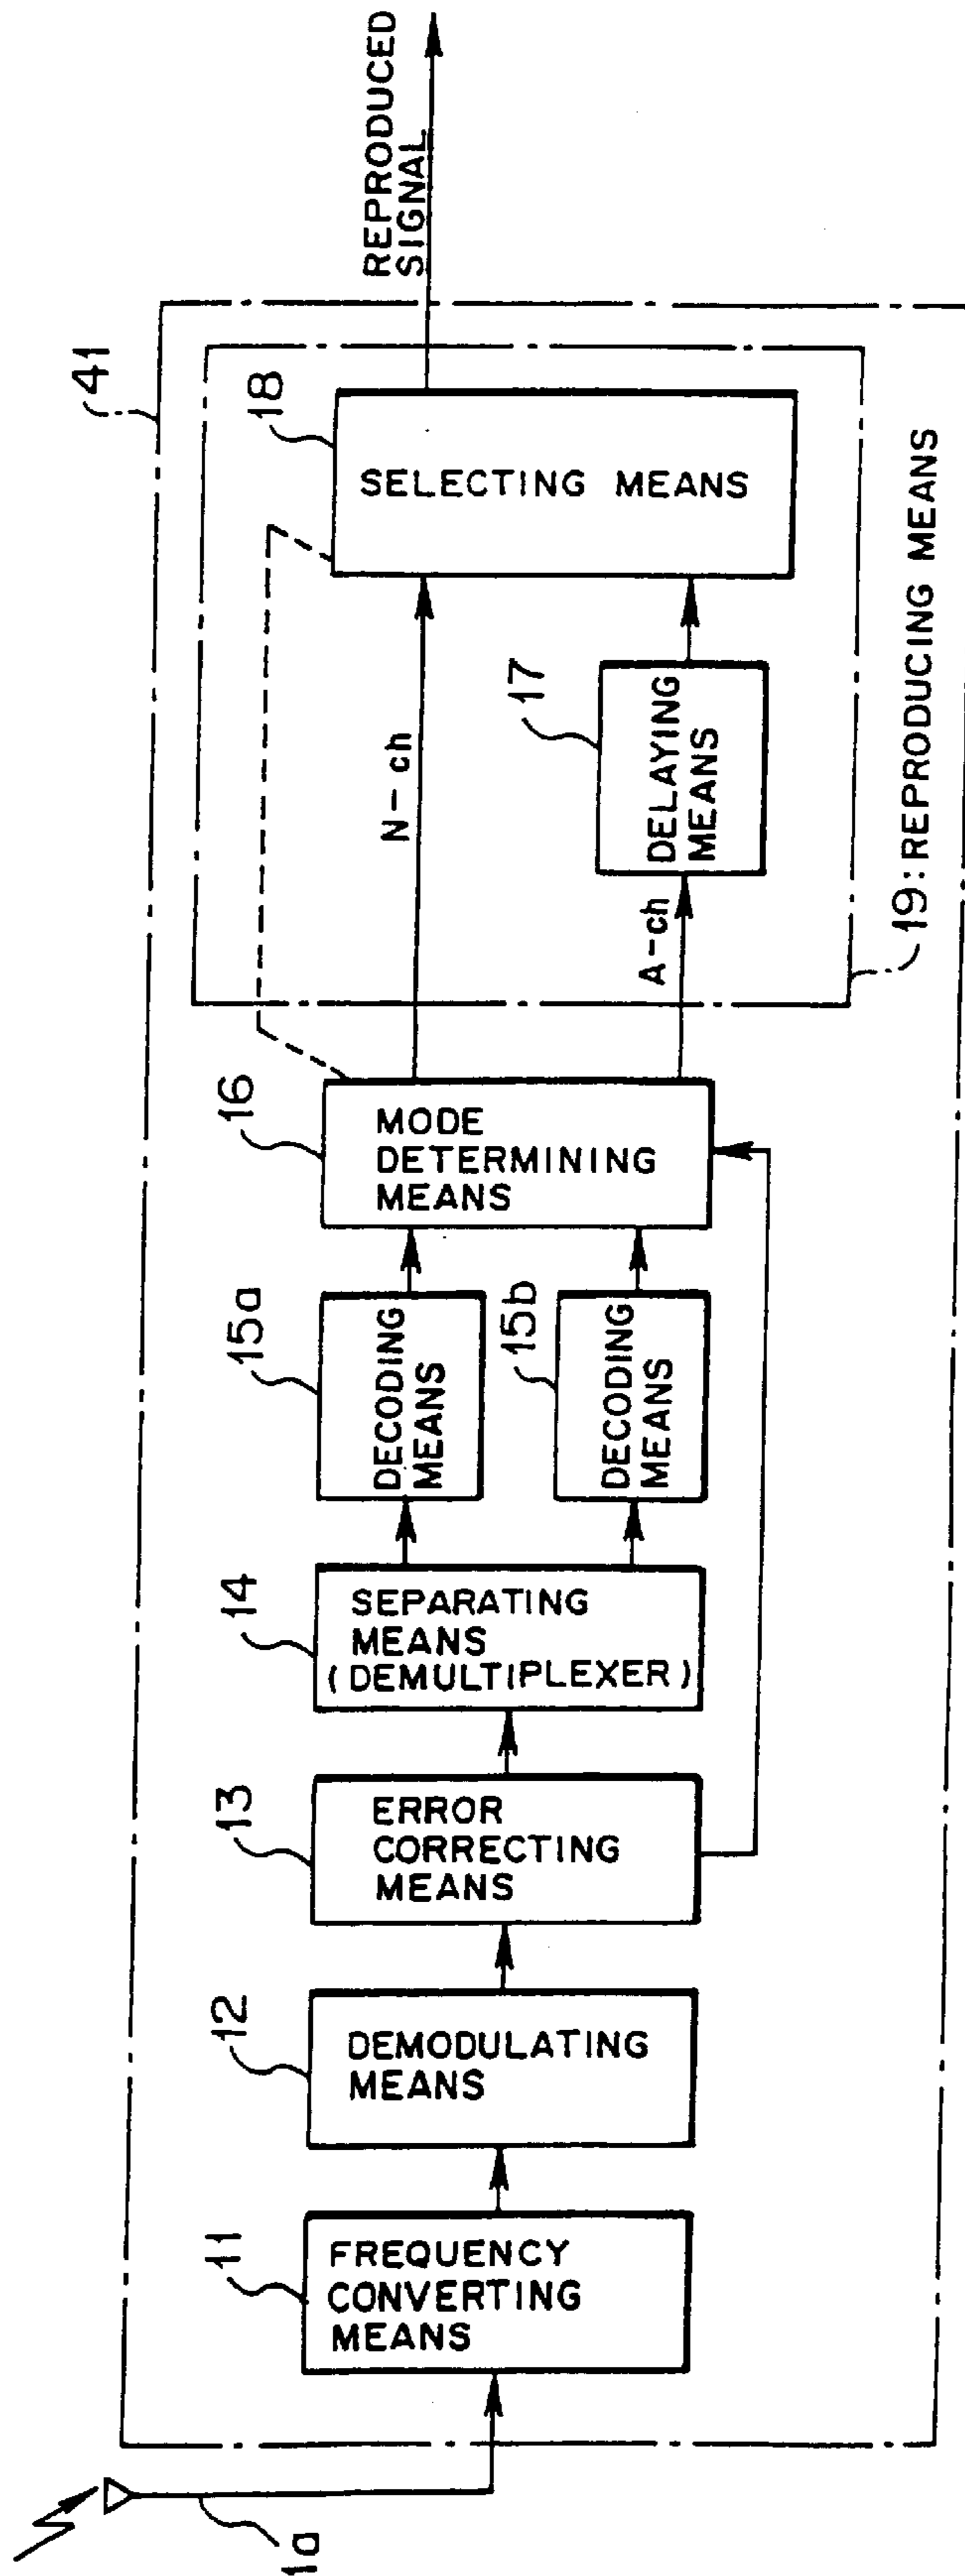 1a
11
FREQUENCY
CONVERTING
MEANS
12
DEMODULATING
MEANS
13
ERROR
CORRECTING
MEANS
14
SEPARATING
MEANS
(DEMULTIPLEXER)
15a
DECODING
MEANS
15b
DECODING
MEANS
16
MODE
DETERMINING
MEANS
N-ch
A-ch
17
DELAYING
MEANS
18
SELECTING MEANS
19: REPRODUCING MEANS
41
REPRODUCED
SIGNAL